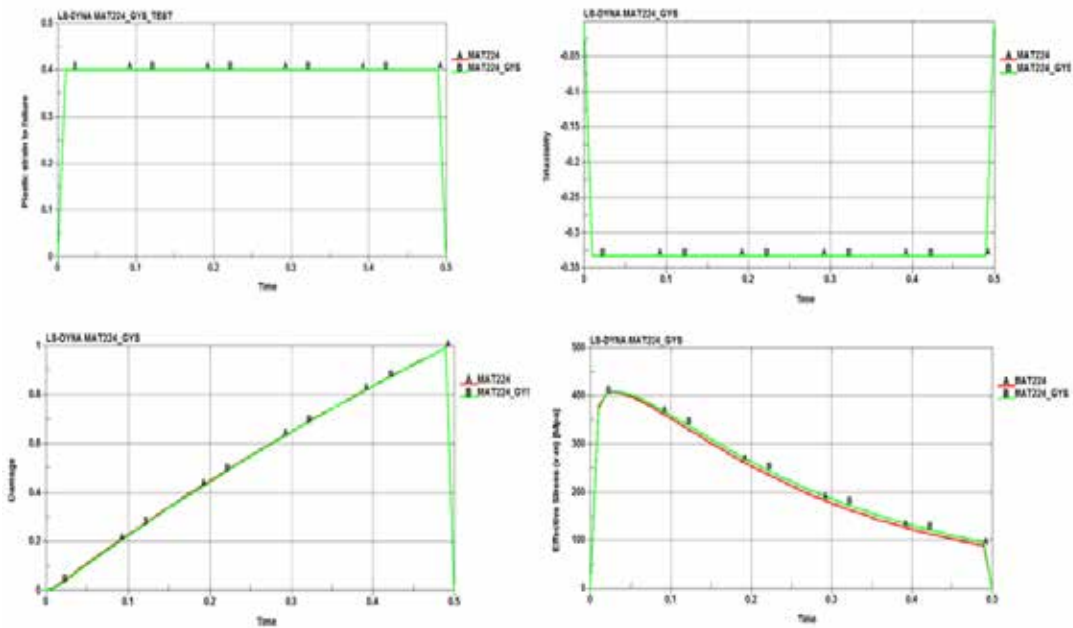 LS-DYNA MAT224_GYS_TEST
0.5
0.4
0.3
0.2
0.1
0
Plastic strain to failure
0 0.1 0.2 0.3 0.4 0.5
Time
A B A B A B A B A B A
A MAT224
B MAT224_GYS
LS-DYNA MAT224_GYS
-0.05
-0.1
-0.15
-0.2
-0.25
-0.3
-0.35
Triaxiality
0 0.1 0.2 0.3 0.4 0.5
Time
A MAT224
B MAT224_GYS
LS-DYNA MAT224_GYS
1
0.8
0.6
0.4
0.2
0
Damage
0 0.1 0.2 0.3 0.4 0.5
Time
A MAT224
B MAT224_GY
LS-DYNA MAT224_GYS
500
400
300
200
100
0
Effective Stress (v-m) [Mpa]
0 0.1 0.2 0.3 0.4 0.5
Time
A MAT224
B MAT224_GYS